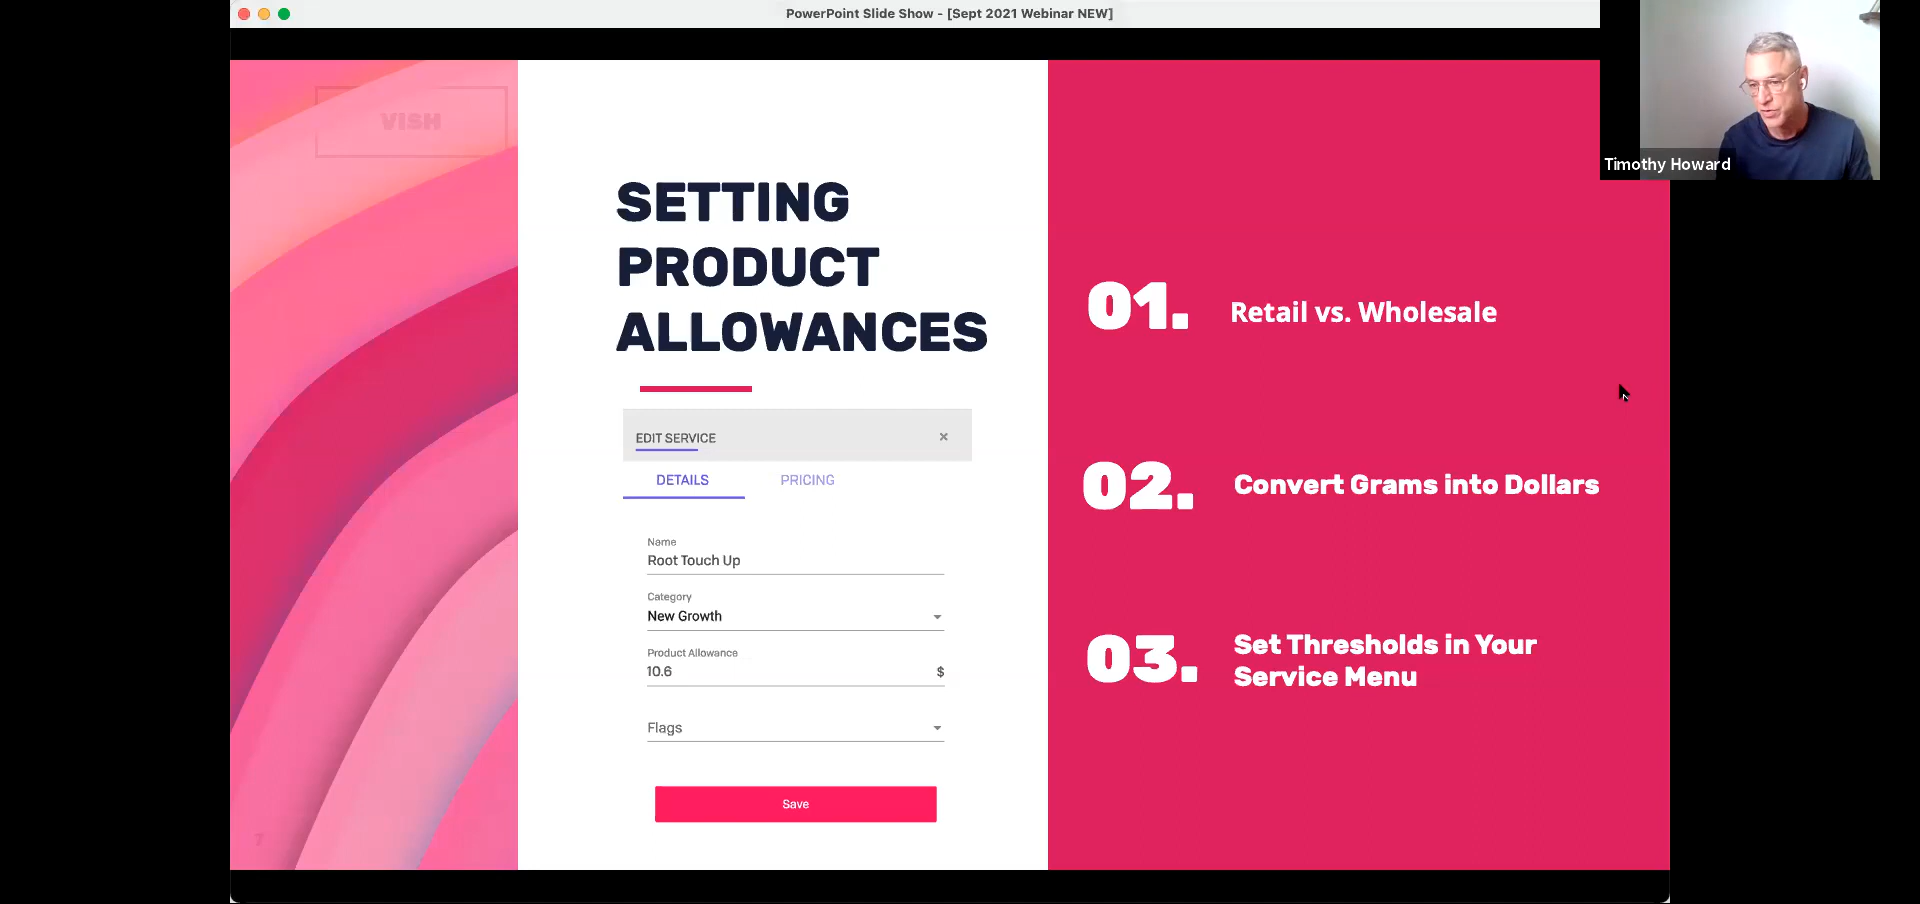 PowerPoint Slide Show - [Sept 2021 Webinar NEW]
VISH
SETTING
PRODUCT
ALLOWANCES
EDIT SERVICE ×
DETAILS PRICING
Name
Root Touch Up
Category
New Growth
Product Allowance
10.6 $
Flags
Save
7
01. Retail vs. Wholesale
02. Convert Grams into Dollars
03. Set Thresholds in Your
Service Menu
Timothy Howard